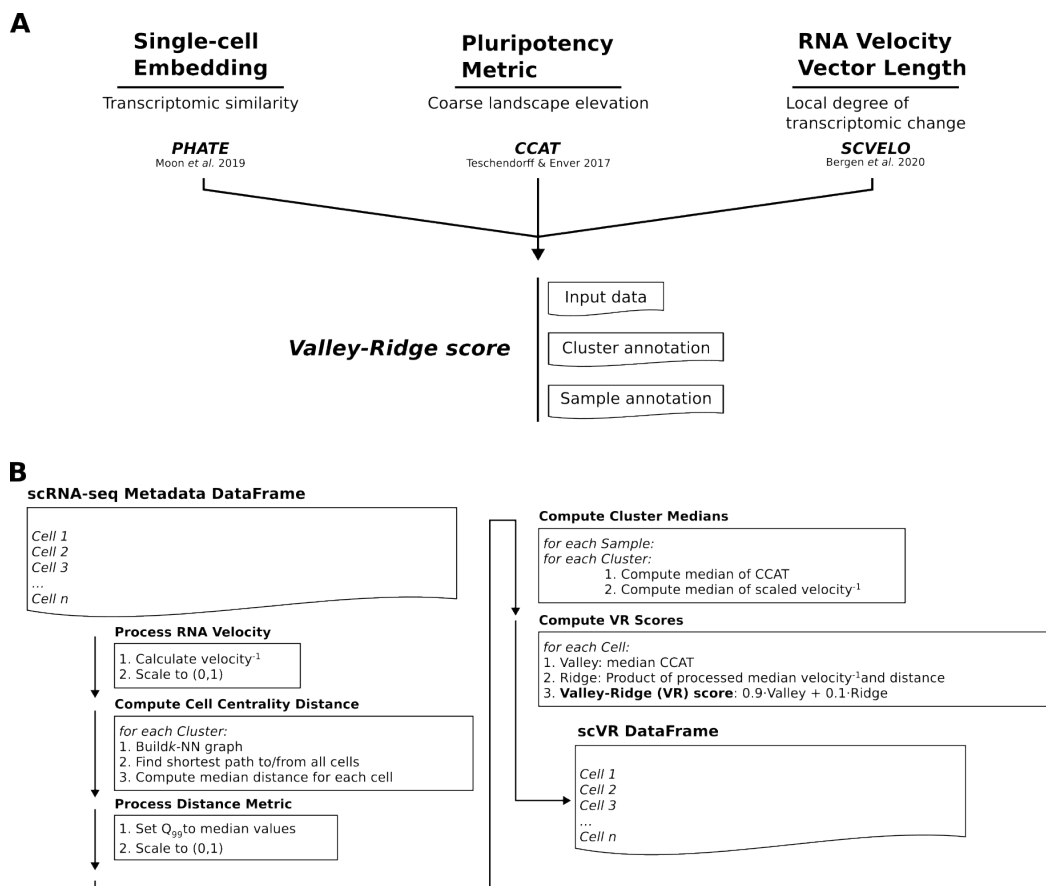 A
Single-cell
Embedding
Transcriptomic similarity
PHATE
Moon et al. 2019
Pluripotency
Metric
Coarse landscape elevation
CCAT
Teschendorff & Enver 2017
RNA Velocity
Vector Length
Local degree of
transcriptomic change
SCVELO
Bergen et al. 2020
Valley-Ridge score
Input data
Cluster annotation
Sample annotation
B
scRNA-seq Metadata DataFrame
Cell 1
Cell 2
Cell 3
...
Cell n
Process RNA Velocity
1. Calculate velocity⁻¹
2. Scale to (0,1)
Compute Cell Centrality Distance
for each Cluster:
1. Buildk-NN graph
2. Find shortest path to/from all cells
3. Compute median distance for each cell
Process Distance Metric
1. Set Q₉₉to median values
2. Scale to (0,1)
Compute Cluster Medians
for each Sample:
for each Cluster:
1. Compute median of CCAT
2. Compute median of scaled velocity⁻¹
Compute VR Scores
for each Cell:
1. Valley: median CCAT
2. Ridge: Product of processed median velocity⁻¹and distance
3. Valley-Ridge (VR) score: 0.9·Valley + 0.1·Ridge
scVR DataFrame
Cell 1
Cell 2
Cell 3
...
Cell n